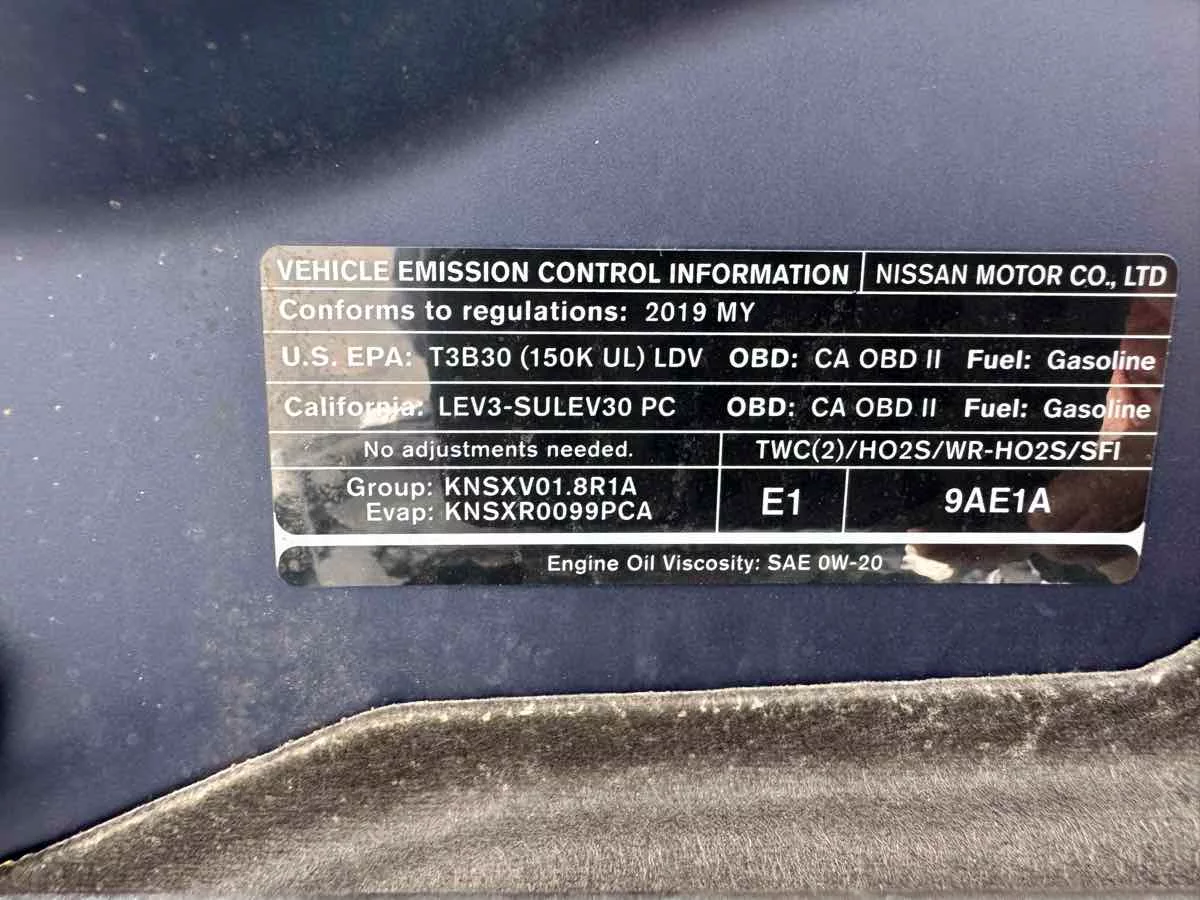 VEHICLE EMISSION CONTROL INFORMATION NISSAN MOTOR CO., LTD
Conforms to regulations: 2019 MY
U.S. EPA: T3B30 (150K UL) LDV OBD: CA OBD II Fuel: Gasoline
California: LEV3-SULEV30 PC OBD: CA OBD II Fuel: Gasoline
No adjustments needed. TWC(2)/HO2S/WR-HO2S/SFI
Group: KNSXV01.8R1A
Evap: KNSXR0099PCA
E1 9AE1A
Engine Oil Viscosity: SAE 0W-20